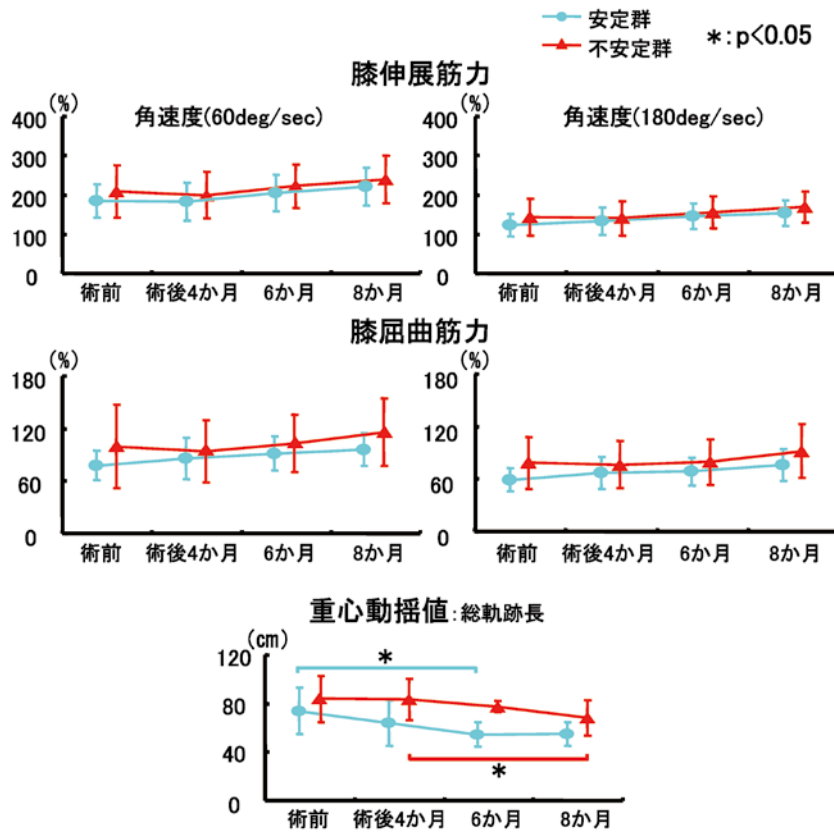 安定群
不安定群
*:p<0.05
膝伸展筋力
(%)
角速度(60deg/sec)
400
300
200
100
0
術前 術後4か月 6か月 8か月
(%)
角速度(180deg/sec)
400
300
200
100
0
術前 術後4か月 6か月 8か月
膝屈曲筋力
(%)
180
120
60
0
術前 術後4か月 6か月 8か月
(%)
180
120
60
0
術前 術後4か月 6か月 8か月
重心動揺値:総軌跡長
(cm)
120
80
40
0
*
*
術前 術後4か月 6か月 8か月